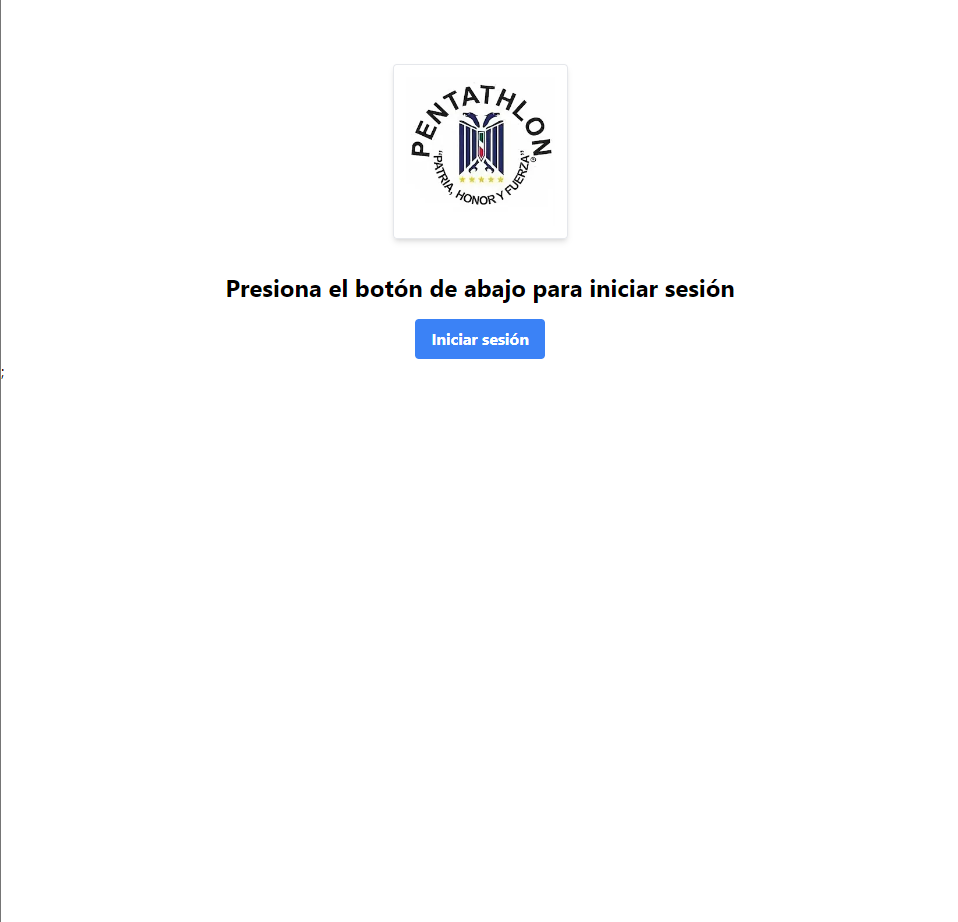 PENTATHLON
®
"PATRIA, HONOR Y FUERZA"
Presiona el botón de abajo para iniciar sesión
Iniciar sesión
;